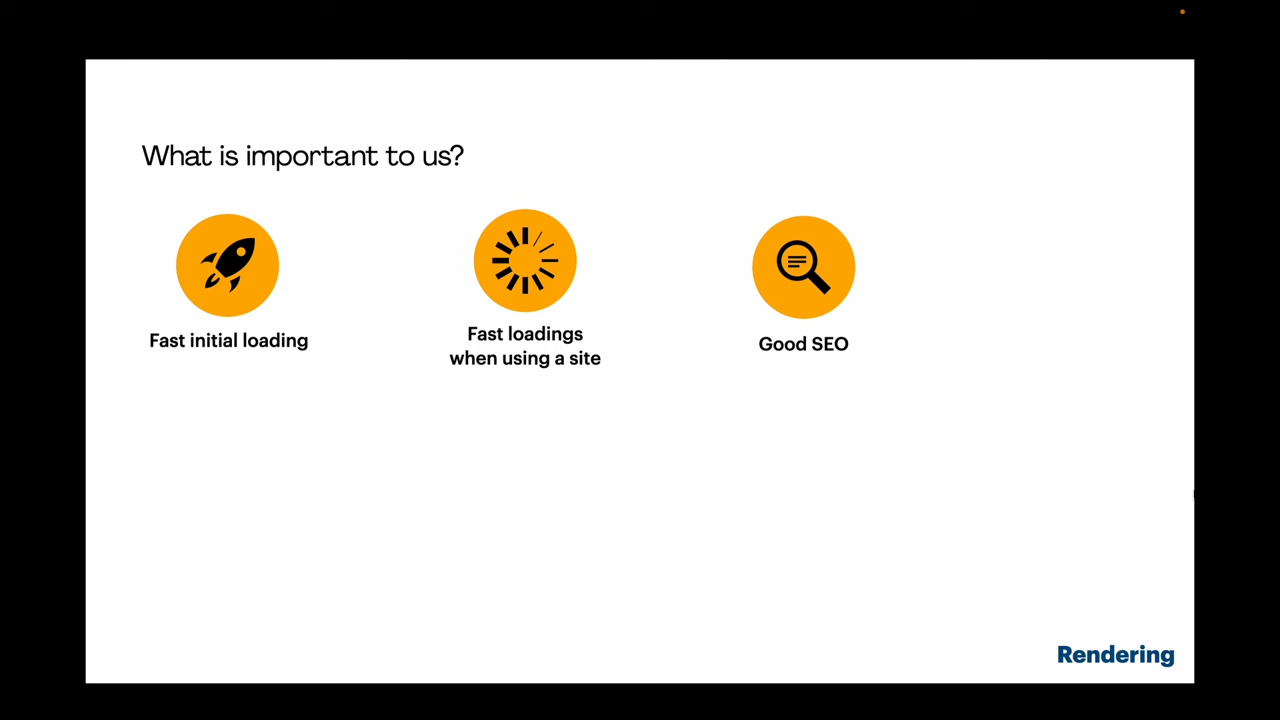 What is important to us?
Fast initial loading
Fast loadings
when using a site
Good SEO
Rendering